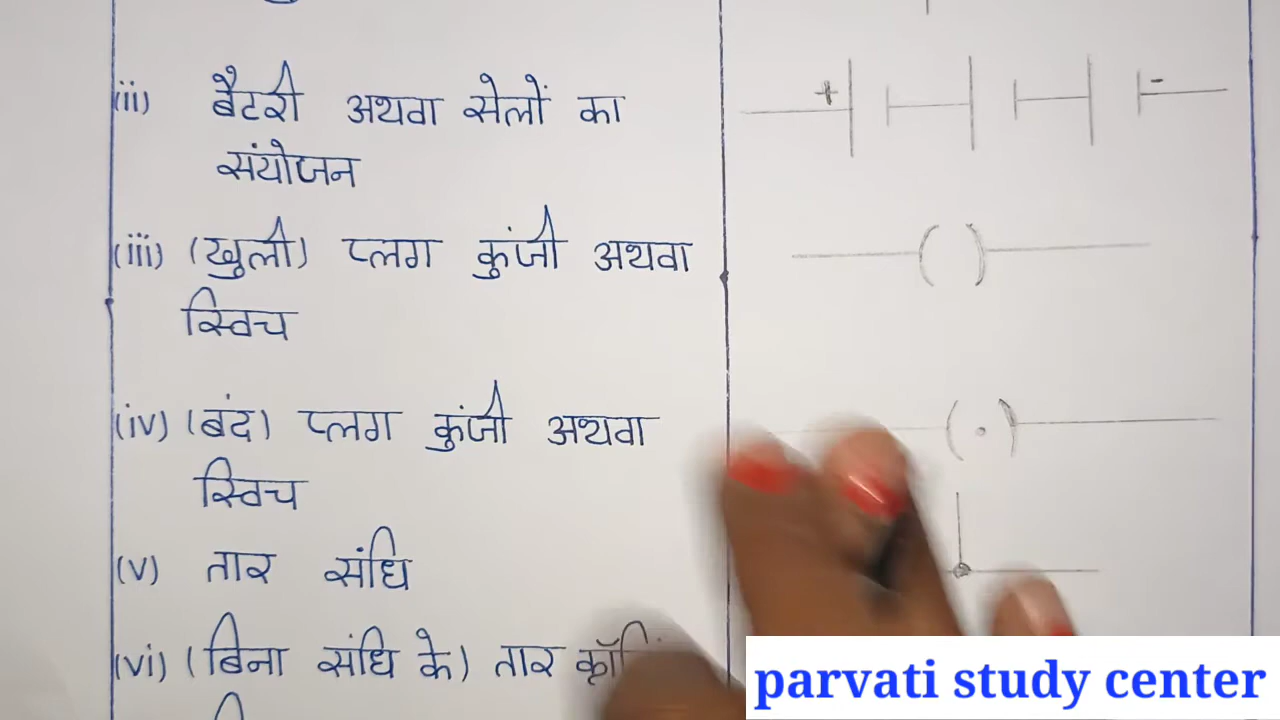 (ii) बैटरी अथवा सेलों का
संयोजन
+ -
(iii) (खुली) प्लग कुंजी अथवा
स्विच
(iv) (बंद) प्लग कुंजी अथवा
स्विच
(v) तार संधि
(vi) (बिना संधि के) तार
parvati study center